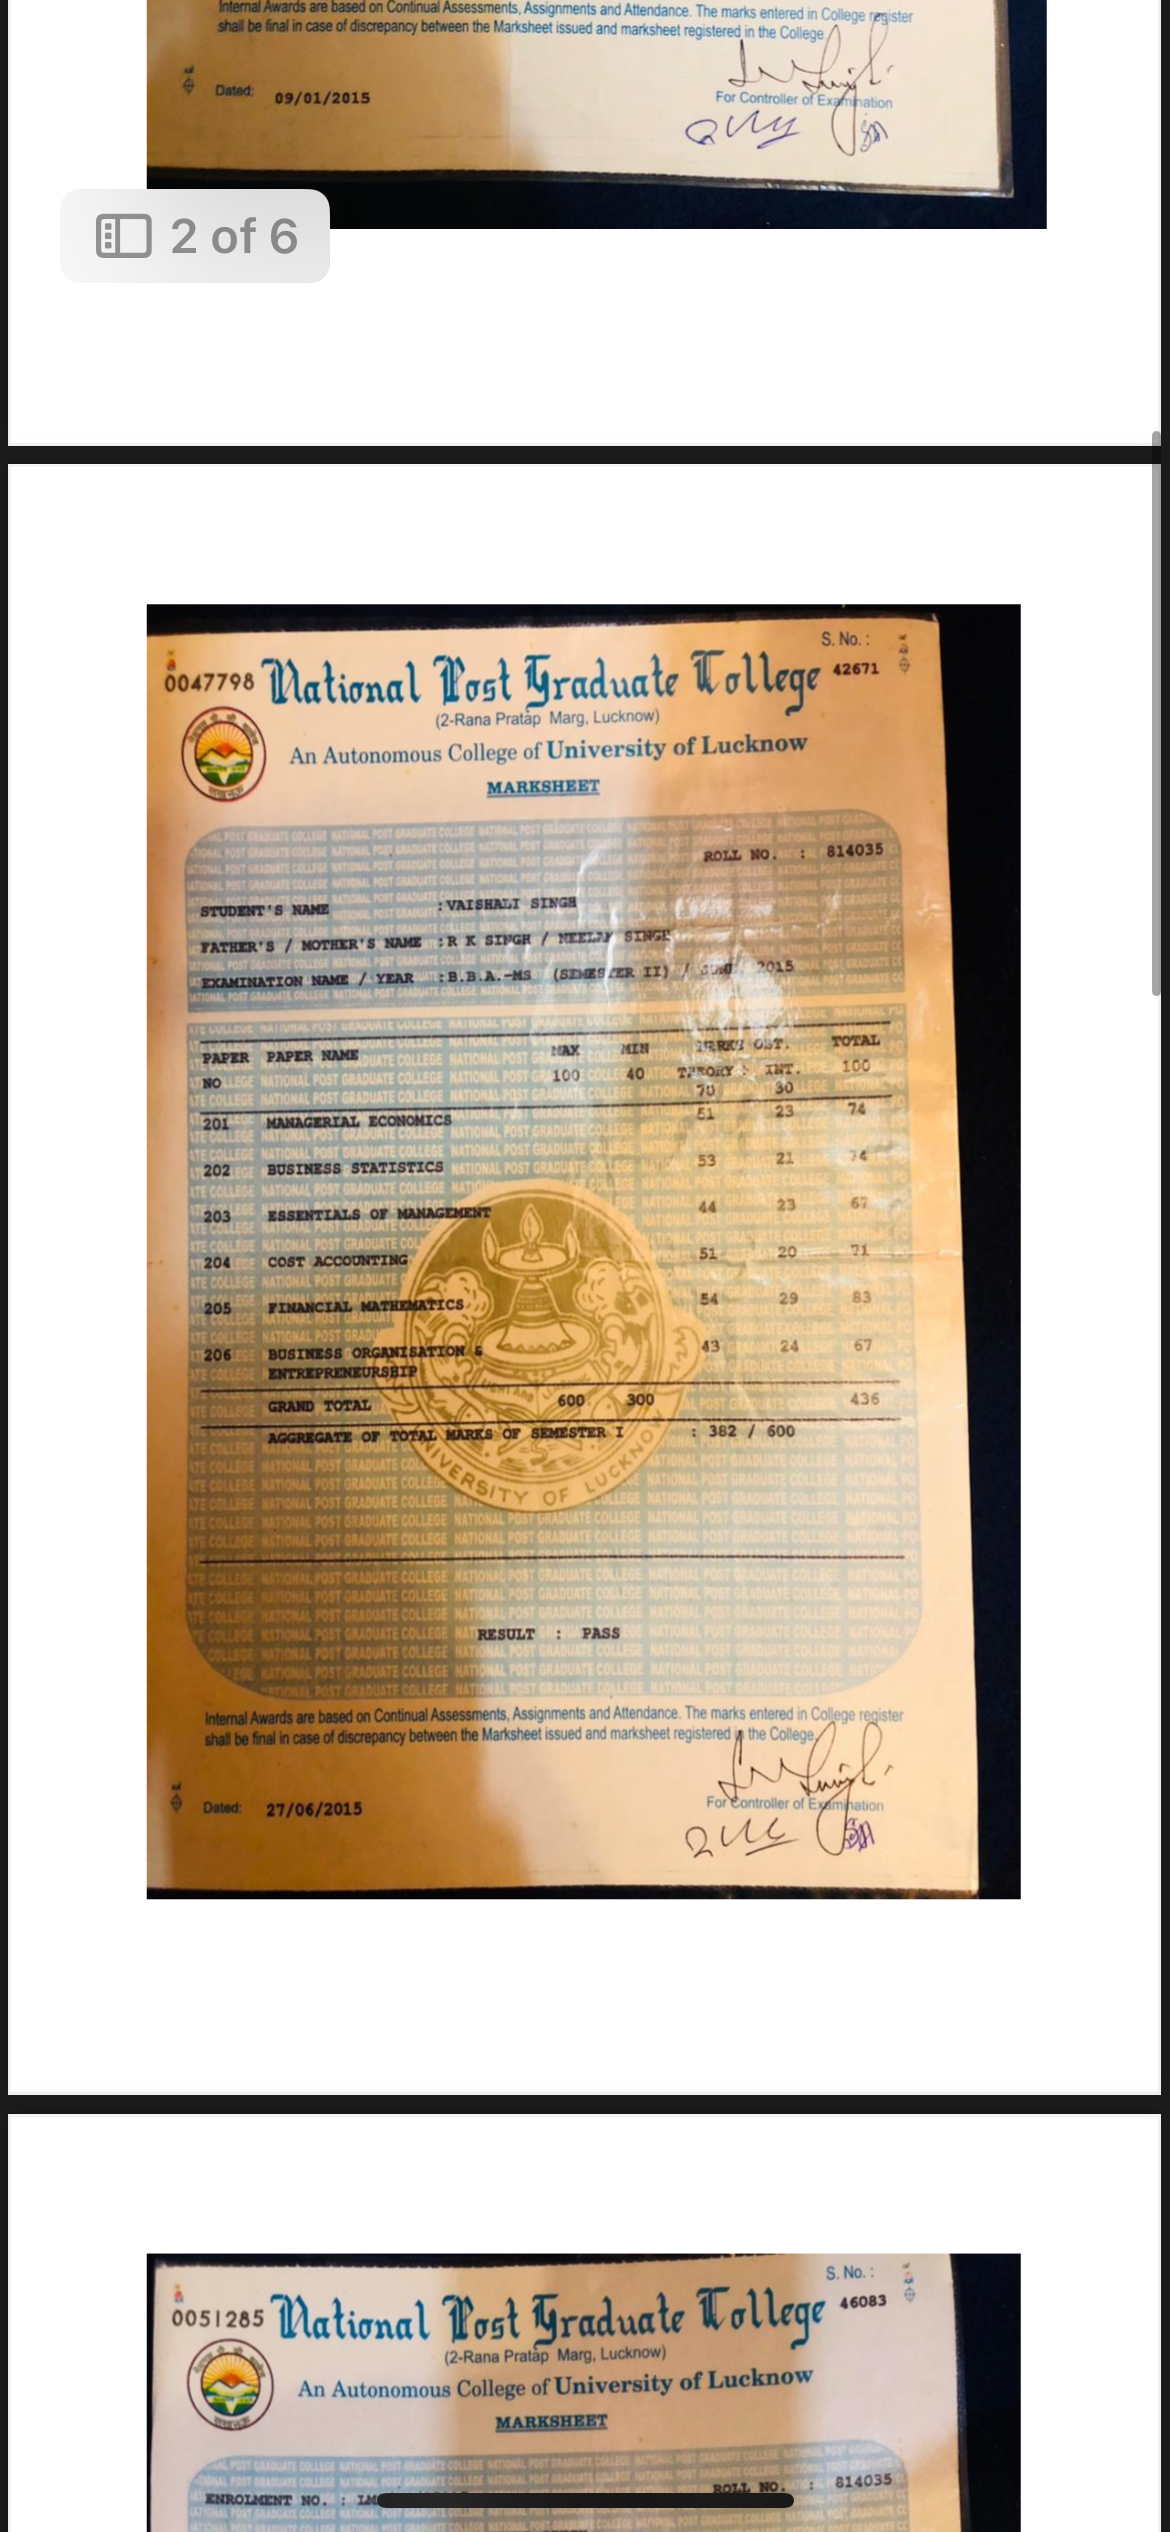 Internal Awards are based on Continual Assessments, Assignments and Attendance. The marks entered in College register
shall be final in case of discrepancy between the Marksheet issued and marksheet registered in the College.
Dated: 09/01/2015
For Controller of Examination
2 of 6
S. No. :
0047798 National Post Graduate College 42671
(2-Rana Pratap Marg, Lucknow)
An Autonomous College of University of Lucknow
MARKSHEET
ROLL NO. : 814035
STUDENT'S NAME : VAISHALI SINGH
FATHER'S / MOTHER'S NAME : R K SINGH / SINGH
EXAMINATION NAME / YEAR : B.B.A.-MS (SEMESTER II) / 2015
PAPER PAPER NAME MAX MIN MARKS OBT. TOTAL
NO 100 40 THEORY INT. 100
70 30
201 MANAGERIAL ECONOMICS 51 23 74
202 BUSINESS STATISTICS 53 21 74
203 ESSENTIALS OF MANAGEMENT 44 23 67
204 COST ACCOUNTING 51 20 71
205 FINANCIAL MATHEMATICS 54 29 83
206 BUSINESS ORGANISATION & 43 24 67
ENTREPRENEURSHIP
GRAND TOTAL 600 300 436
AGGREGATE OF TOTAL MARKS OF SEMESTER I : 382 / 600
UNIVERSITY OF LUCKNOW
RESULT : PASS
Internal Awards are based on Continual Assessments, Assignments and Attendance. The marks entered in College register
shall be final in case of discrepancy between the Marksheet issued and marksheet registered in the College.
Dated: 27/06/2015
For Controller of Examination
S. No. :
0051285 National Post Graduate College 46083
(2-Rana Pratap Marg, Lucknow)
An Autonomous College of University of Lucknow
MARKSHEET
ROLL NO. : 814035
ENROLMENT NO. :